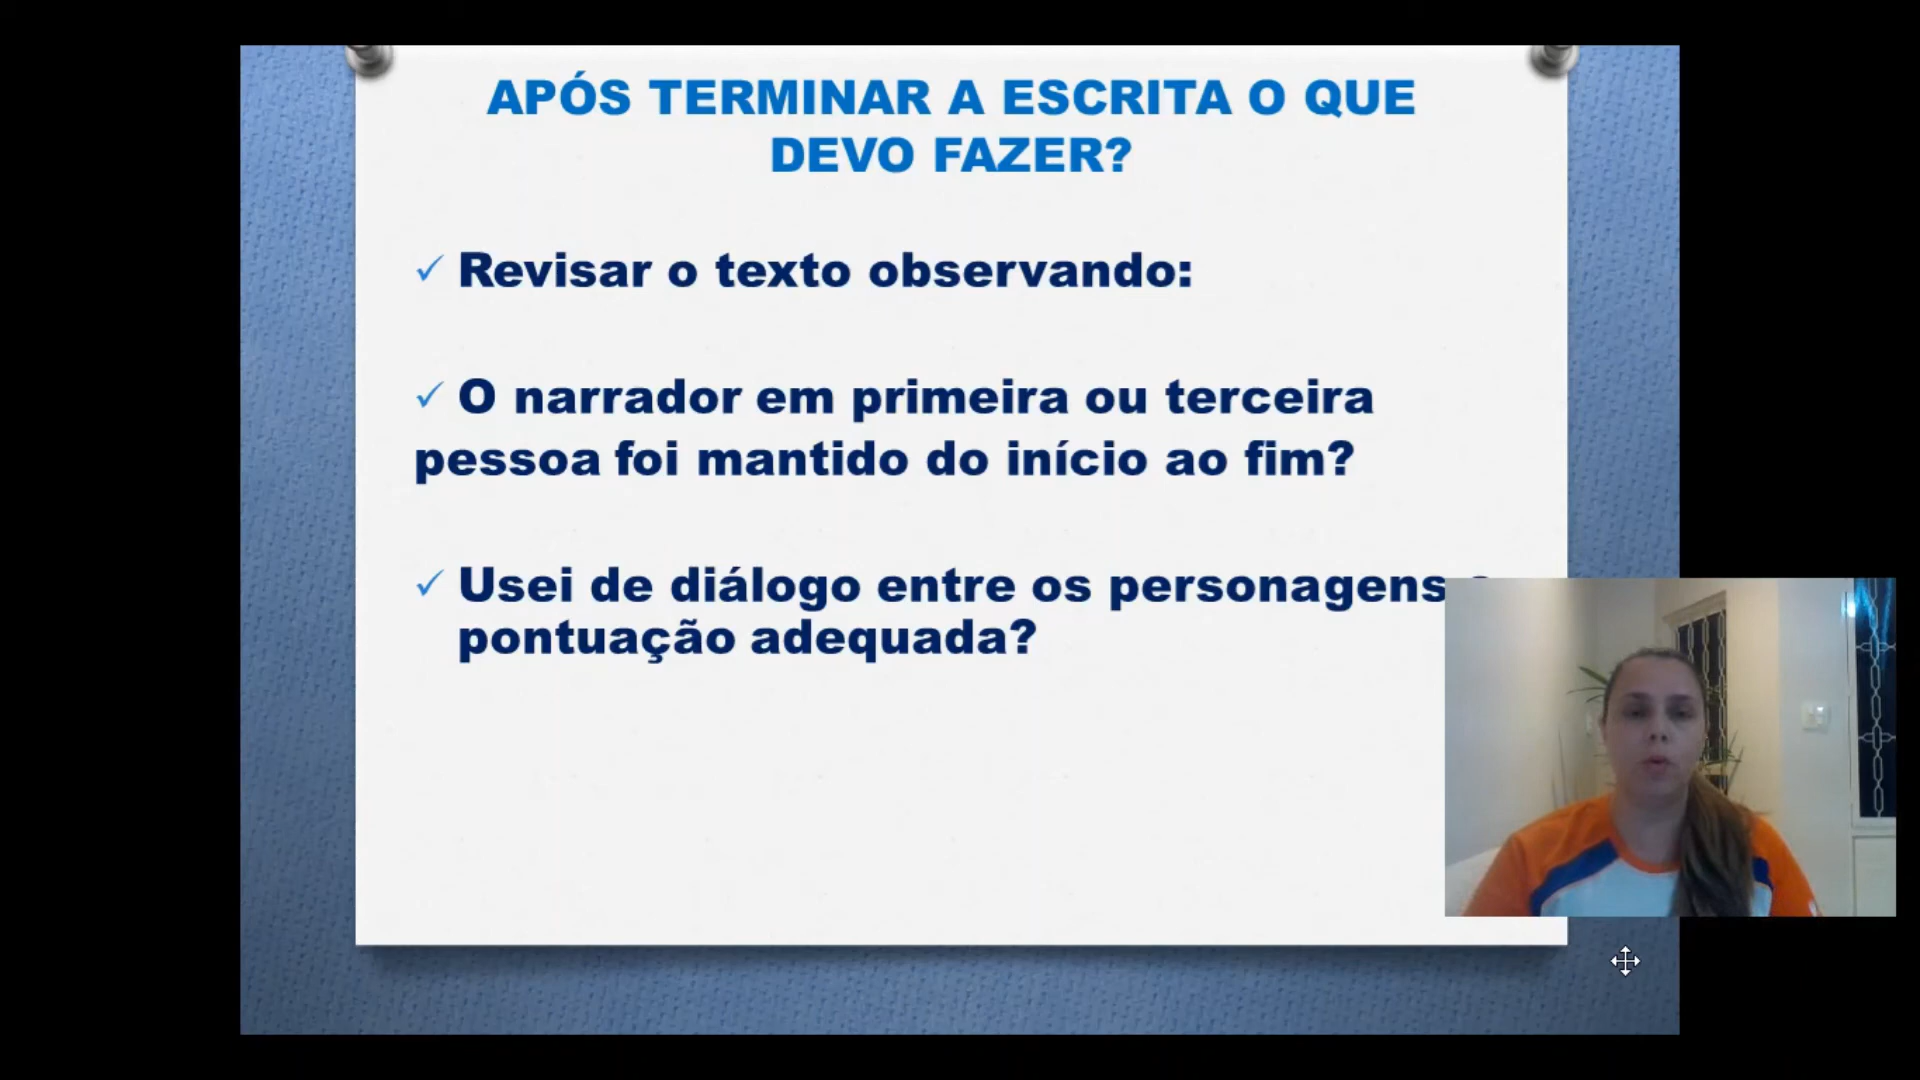 APÓS TERMINAR A ESCRITA O QUE
DEVO FAZER?
✓ Revisar o texto observando:
✓ O narrador em primeira ou terceira
pessoa foi mantido do início ao fim?
✓ Usei de diálogo entre os personagens
pontuação adequada?